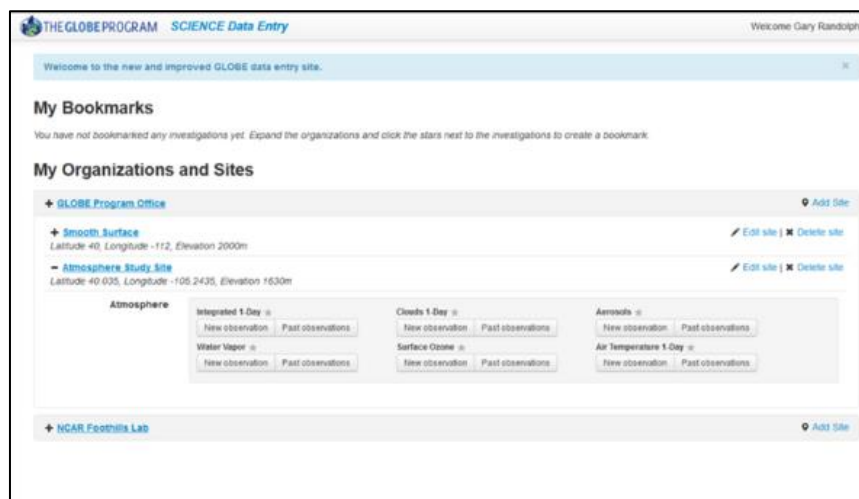 THE GLOBE PROGRAM SCIENCE Data Entry Welcome Gary Randolph
Welcome to the new and improved GLOBE data entry site. ×
My Bookmarks
You have not bookmarked any investigations yet. Expand the organizations and click the stars next to the investigations to create a bookmark.
My Organizations and Sites
+ GLOBE Program Office Add Site
+ Smooth Surface Edit site | ✖ Delete site
Latitude 40, Longitude -112, Elevation 2000m
− Atmosphere Study Site Edit site | ✖ Delete site
Latitude 40.035, Longitude -105.2435, Elevation 1630m
Atmosphere
Integrated 1-Day Clouds 1-Day Aerosols
New observation Past observations New observation Past observations New observation Past observations
Water Vapor Surface Ozone Air Temperature 1-Day
New observation Past observations New observation Past observations New observation Past observations
+ NCAR Foothills Lab Add Site